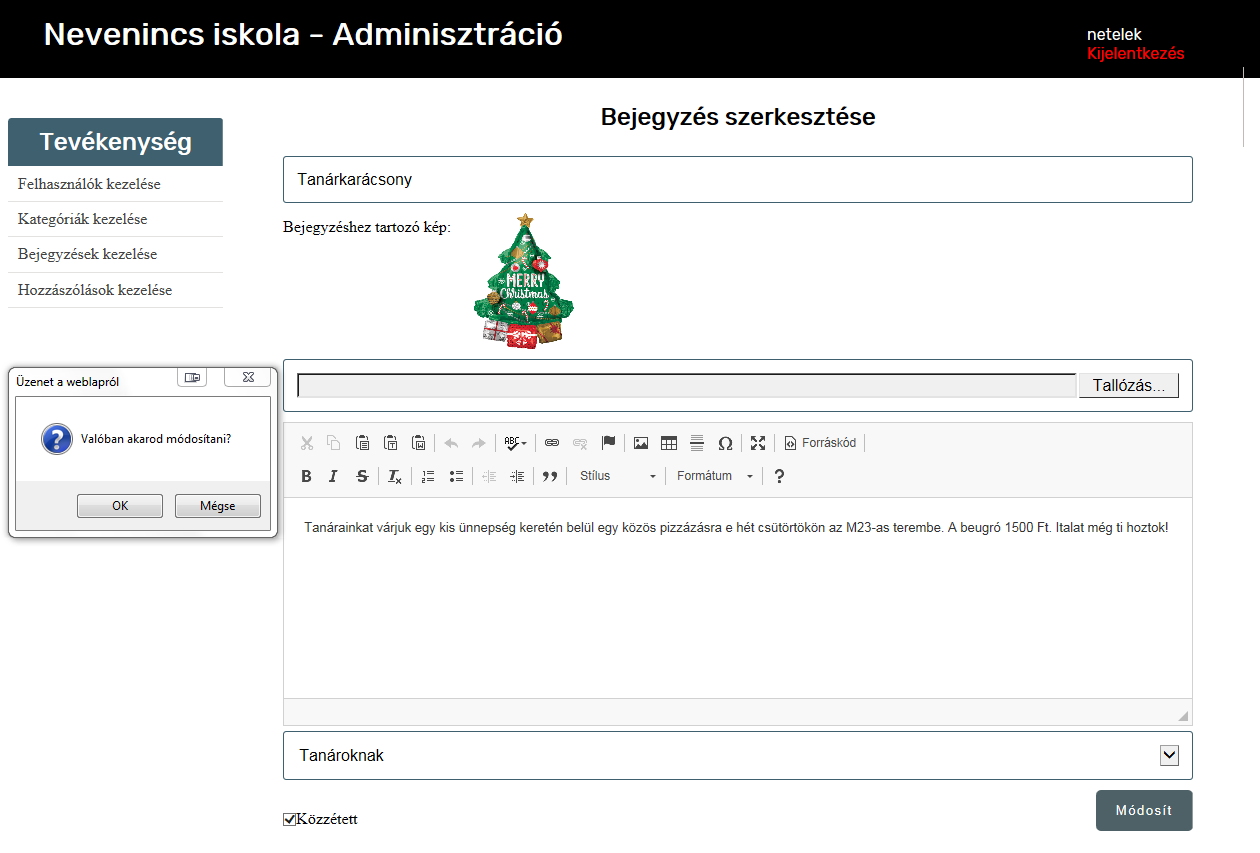 Nevenincs iskola - Adminisztráció
netelek
Kijelentkezés
Tevékenység
Felhasználók kezelése
Kategóriák kezelése
Bejegyzések kezelése
Hozzászólások kezelése
Üzenet a weblapról
Valóban akarod módosítani?
OK Mégse
Bejegyzés szerkesztése
Tanárkarácsony
Bejegyzéshez tartozó kép:
MERRY
Christmas
Tallózás...
ABC Ω Forráskód
B I S Ix Stílus Formátum ?
Tanárainkat várjuk egy kis ünnepség keretén belül egy közös pizzázásra e hét csütörtökön az M23-as terembe. A beugró 1500 Ft. Italat még ti hoztok!
Tanároknak
Közzétett
Módosít